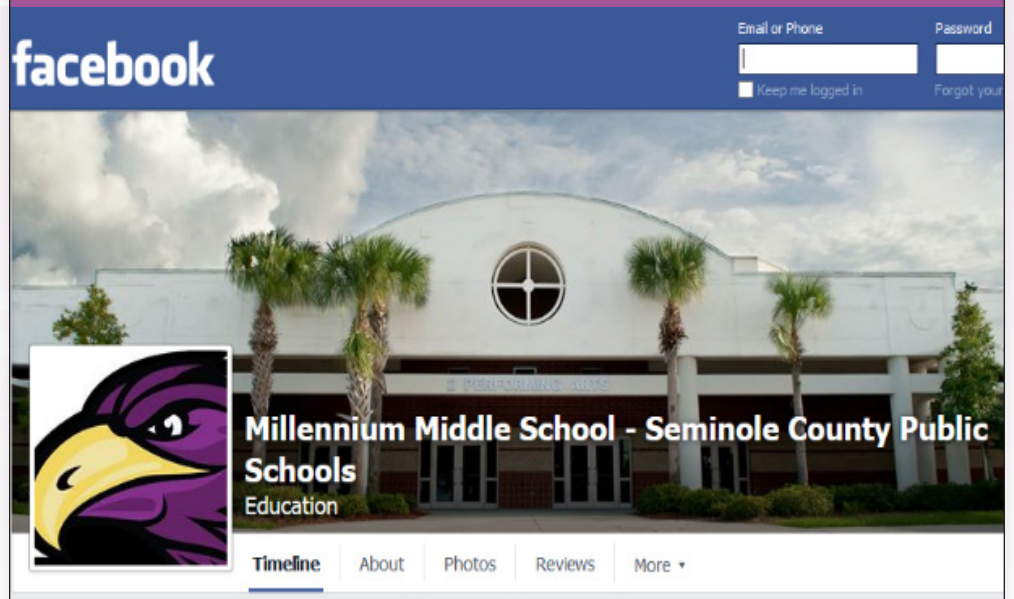 Email or Phone
Password
facebook
Keep me logged in
Forgot your
2 PERFORMING ARTS
Millennium Middle School - Seminole County Public
Schools
Education
Timeline
About
Photos
Reviews
More